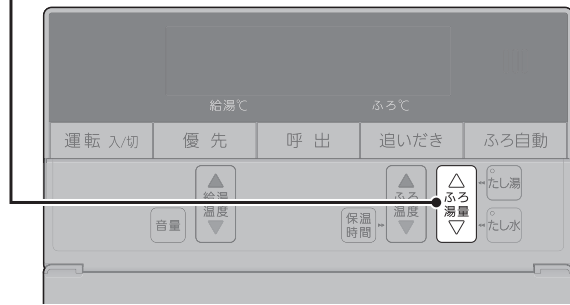 給湯℃ ふろ℃
運転 入/切 優先 呼出 追いだき ふろ自動
給湯温度
音量
ふろ温度
保温時間
ふろ湯量
たし湯
たし水